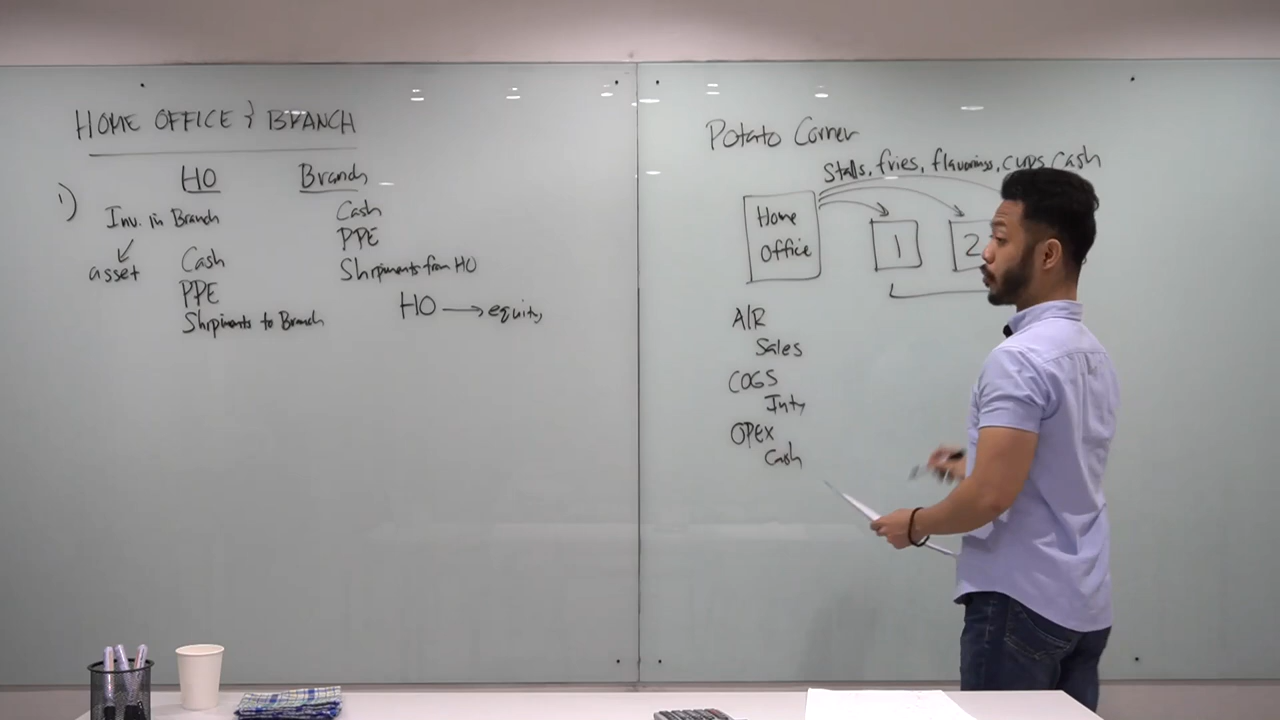 HOME OFFICE & BRANCH
HO
Branch
1)
Inv. in Branch
asset
Cash
PPE
Shipments to Branch
Cash
PPE
Shipments from HO
HO → equity
Potato Corner
Stalls, fries, flavorings, cups, cash
Home
Office
1
2
A/R
Sales
COGS
Inty
OPEX
Cash